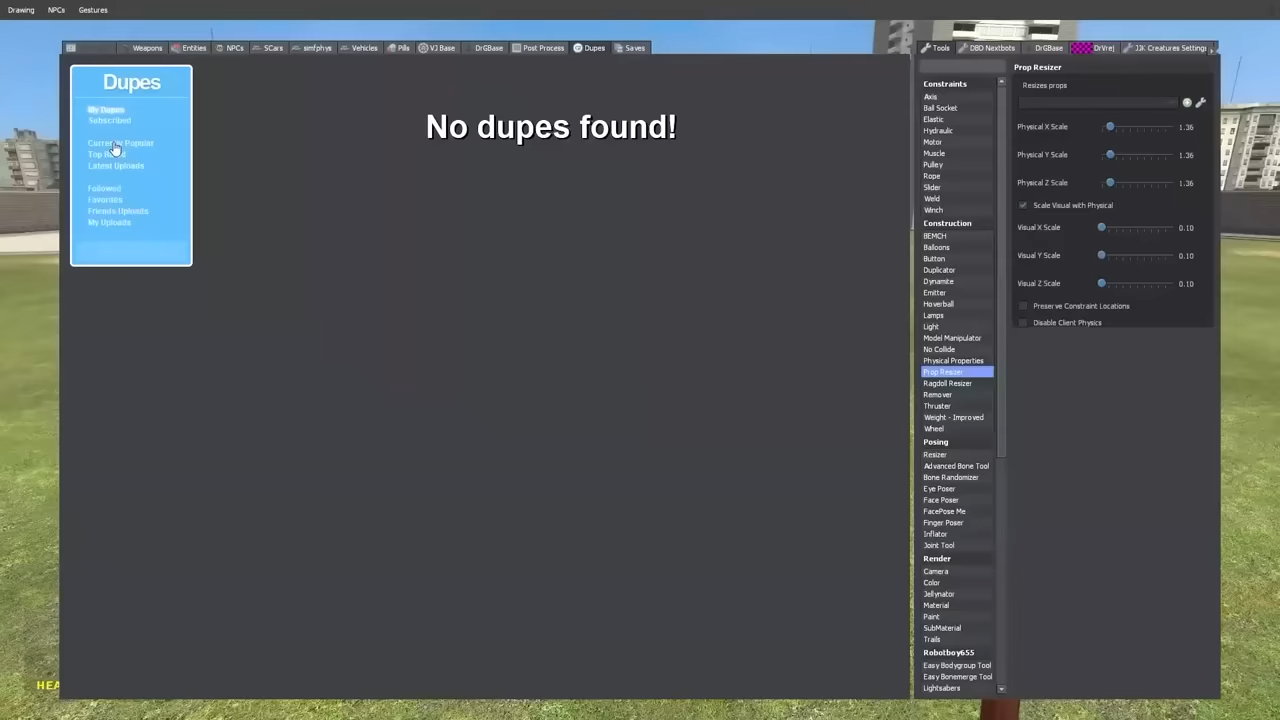 Drawing NPCs Gestures
Weapons Entities NPCs SCars simfphys Vehicles Pills VJ Base DrGBase Post Process Dupes Saves
Tools DBD Nextbots DrGBase DrVrej JJK Creatures Settings
Dupes
My Dupes
Subscribed
Currently Popular
Latest Uploads
Followed
Favorites
Friends Uploads
My Uploads
No dupes found!
HEA
Constraints
Axis
Ball Socket
Elastic
Hydraulic
Motor
Muscle
Pulley
Rope
Slider
Weld
Winch
Construction
BEMCH
Balloons
Button
Duplicator
Dynamite
Emitter
Hoverball
Lamps
Light
Model Manipulator
No Collide
Physical Properties
Prop Resizer
Ragdoll Resizer
Remover
Thruster
Weight - Improved
Wheel
Posing
Resizer
Advanced Bone Tool
Bone Randomizer
Eye Poser
Face Poser
FacePose Me
Finger Poser
Inflator
Joint Tool
Render
Camera
Color
Jellynator
Material
Paint
SubMaterial
Trails
Robotboy655
Easy Bodygroup Tool
Easy Bonemerge Tool
Lightsabers
Prop Resizer
Resizes props
Physical X Scale 1.36
Physical Y Scale 1.36
Physical Z Scale 1.36
Scale Visual with Physical
Visual X Scale 0.10
Visual Y Scale 0.10
Visual Z Scale 0.10
Preserve Constraint Locations
Disable Client Physics